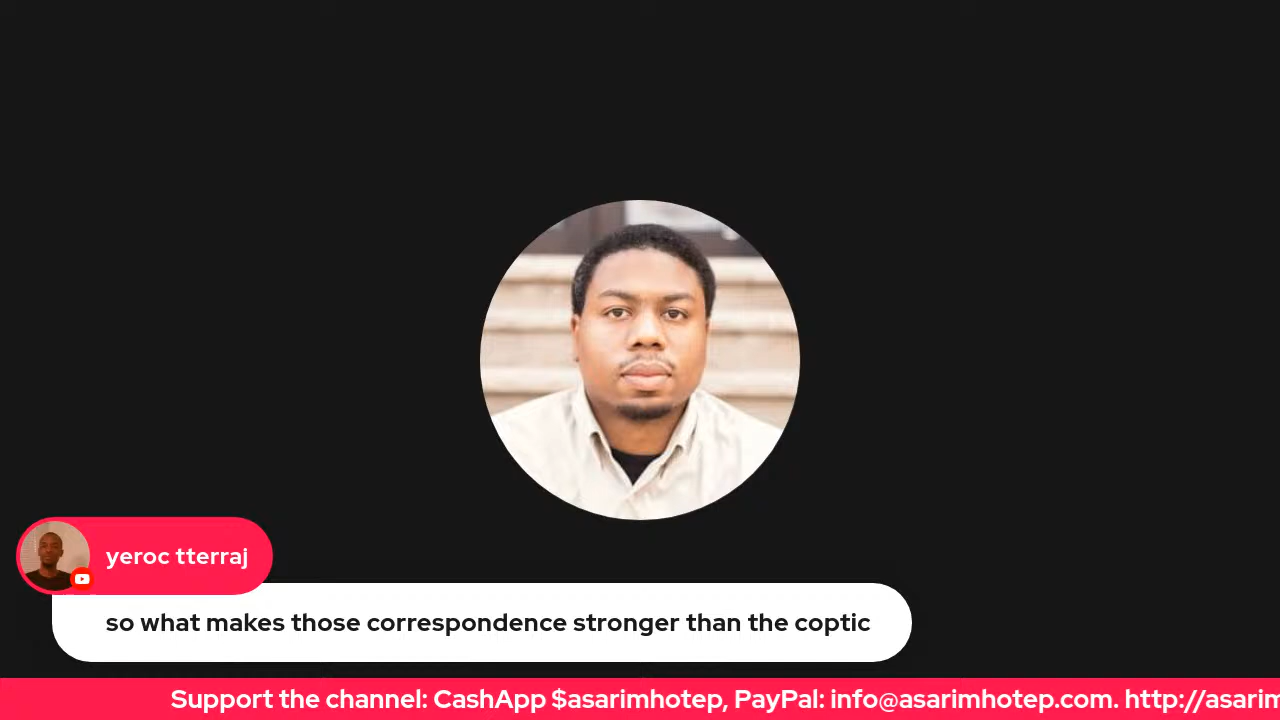 yeroc tterraj
so what makes those correspondence stronger than the coptic
Support the channel: CashApp $asarimhotep, PayPal: info@asarimhotep.com. http://asarim